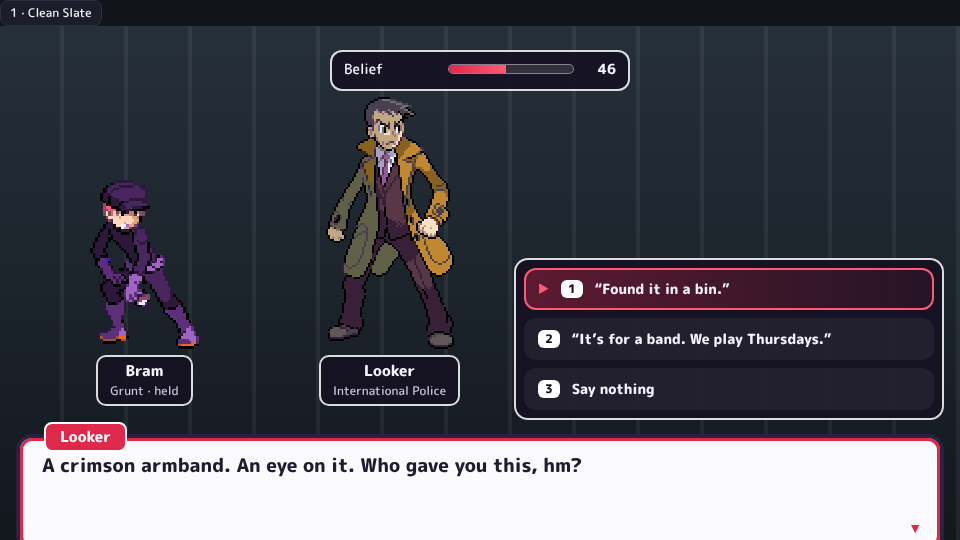 1 · Clean Slate
Belief 46
Bram
Grunt · held
Looker
International Police
▶ 1 “Found it in a bin.”
2 “It’s for a band. We play Thursdays.”
3 Say nothing
Looker
A crimson armband. An eye on it. Who gave you this, hm?
▼